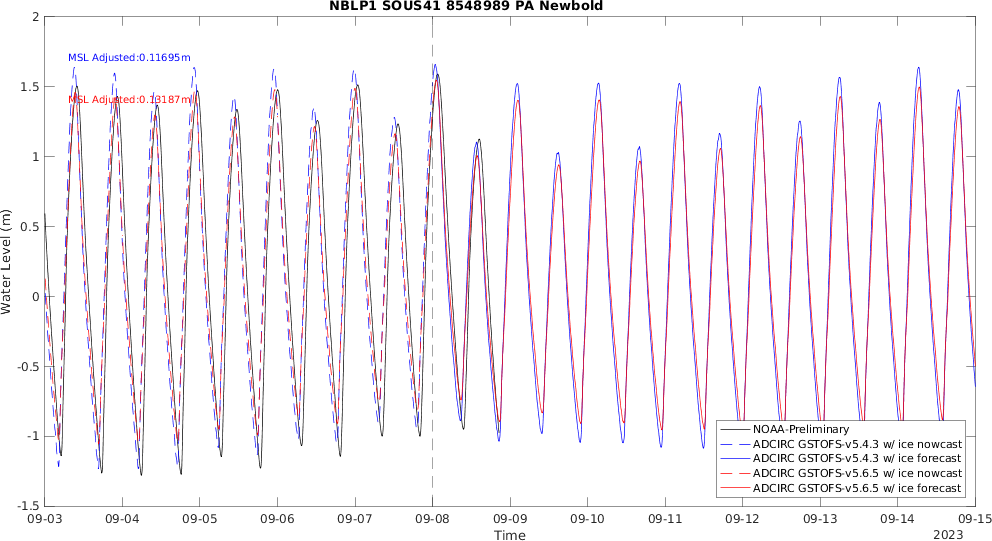 NBLP1 SOUS41 8548989 PA Newbold
MSL Adjusted:0.11695m
MSL Adjusted:0.13187m
2
1.5
1
0.5
0
-0.5
-1
-1.5
Water Level (m)
09-03 09-04 09-05 09-06 09-07 09-08 09-09 09-10 09-11 09-12 09-13 09-14 09-15
Time
2023
NOAA-Preliminary
ADCIRC GSTOFS-v5.4.3 w/ ice nowcast
ADCIRC GSTOFS-v5.4.3 w/ ice forecast
ADCIRC GSTOFS-v5.6.5 w/ ice nowcast
ADCIRC GSTOFS-v5.6.5 w/ ice forecast